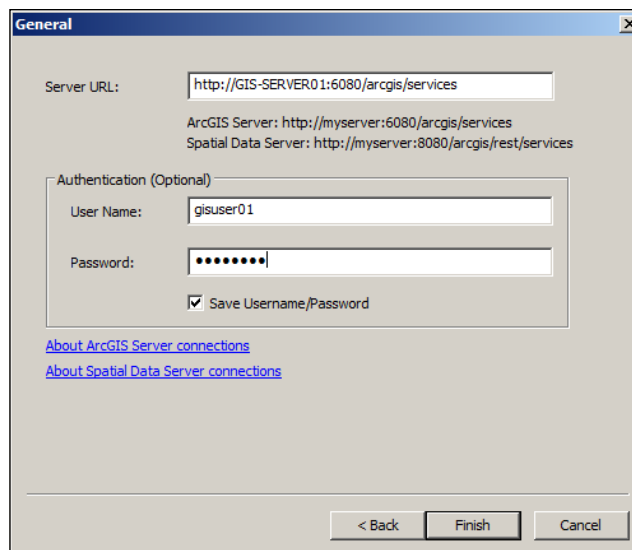 General
Server URL: http://GIS-SERVER01:6080/arcgis/services
ArcGIS Server: http://myserver:6080/arcgis/services
Spatial Data Server: http://myserver:8080/arcgis/rest/services
Authentication (Optional)
User Name: gisuser01
Password: ●●●●●●●●
Save Username/Password
About ArcGIS Server connections
About Spatial Data Server connections
< Back Finish Cancel